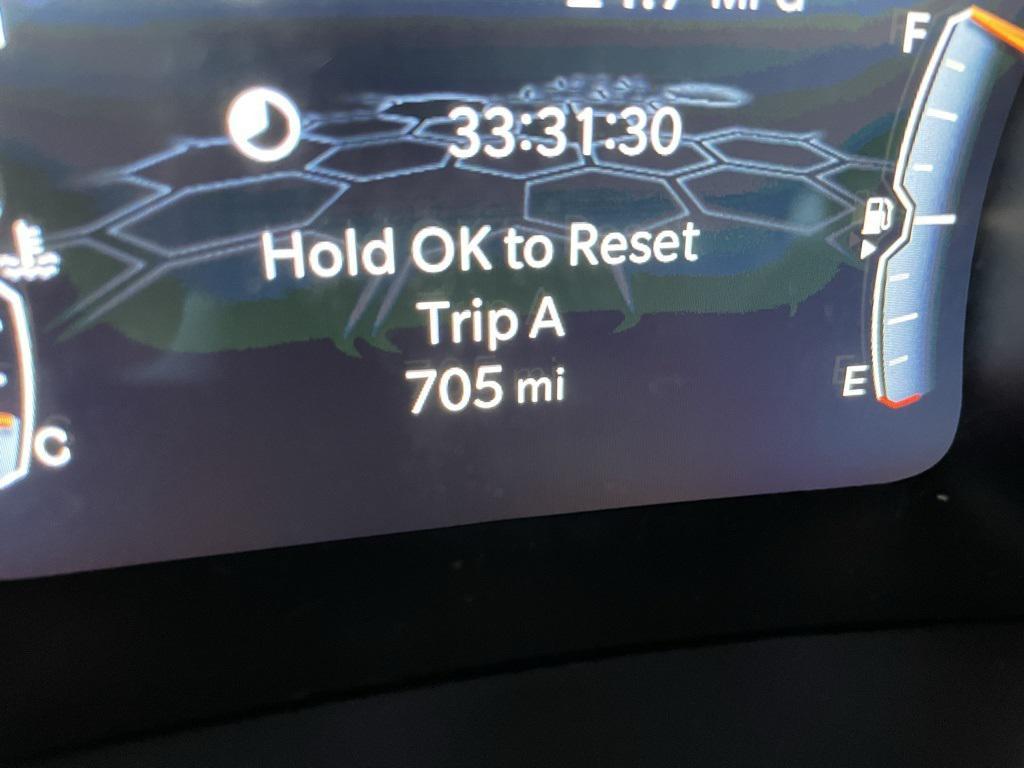 F
33:31:30
Hold OK to Reset
Trip A
705 mi
E
C